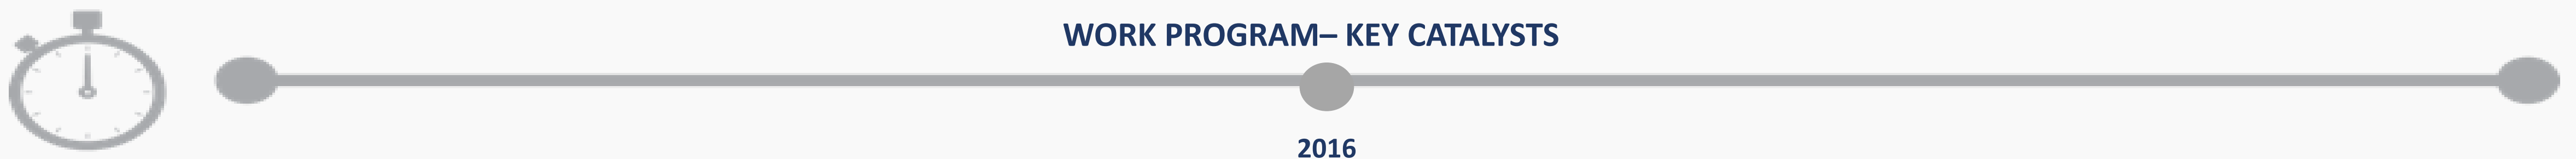 WORK PROGRAM– KEY CATALYSTS
2016